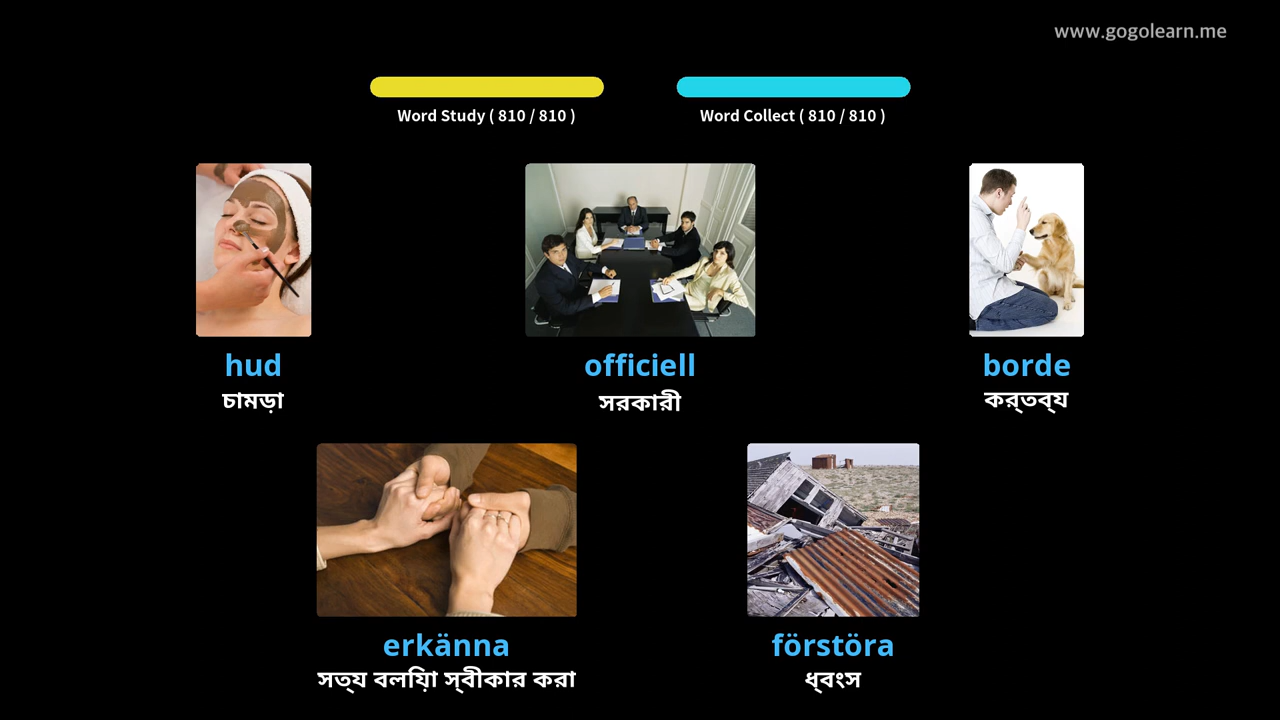 www.gogolearn.me
Word Study ( 810 / 810 )
Word Collect ( 810 / 810 )
hud
officiell
borde
চামড়া
সরকারী
কর্তব্য
erkänna
förstöra
সত্য বলিয়া স্বীকার করা
ধ্বংস